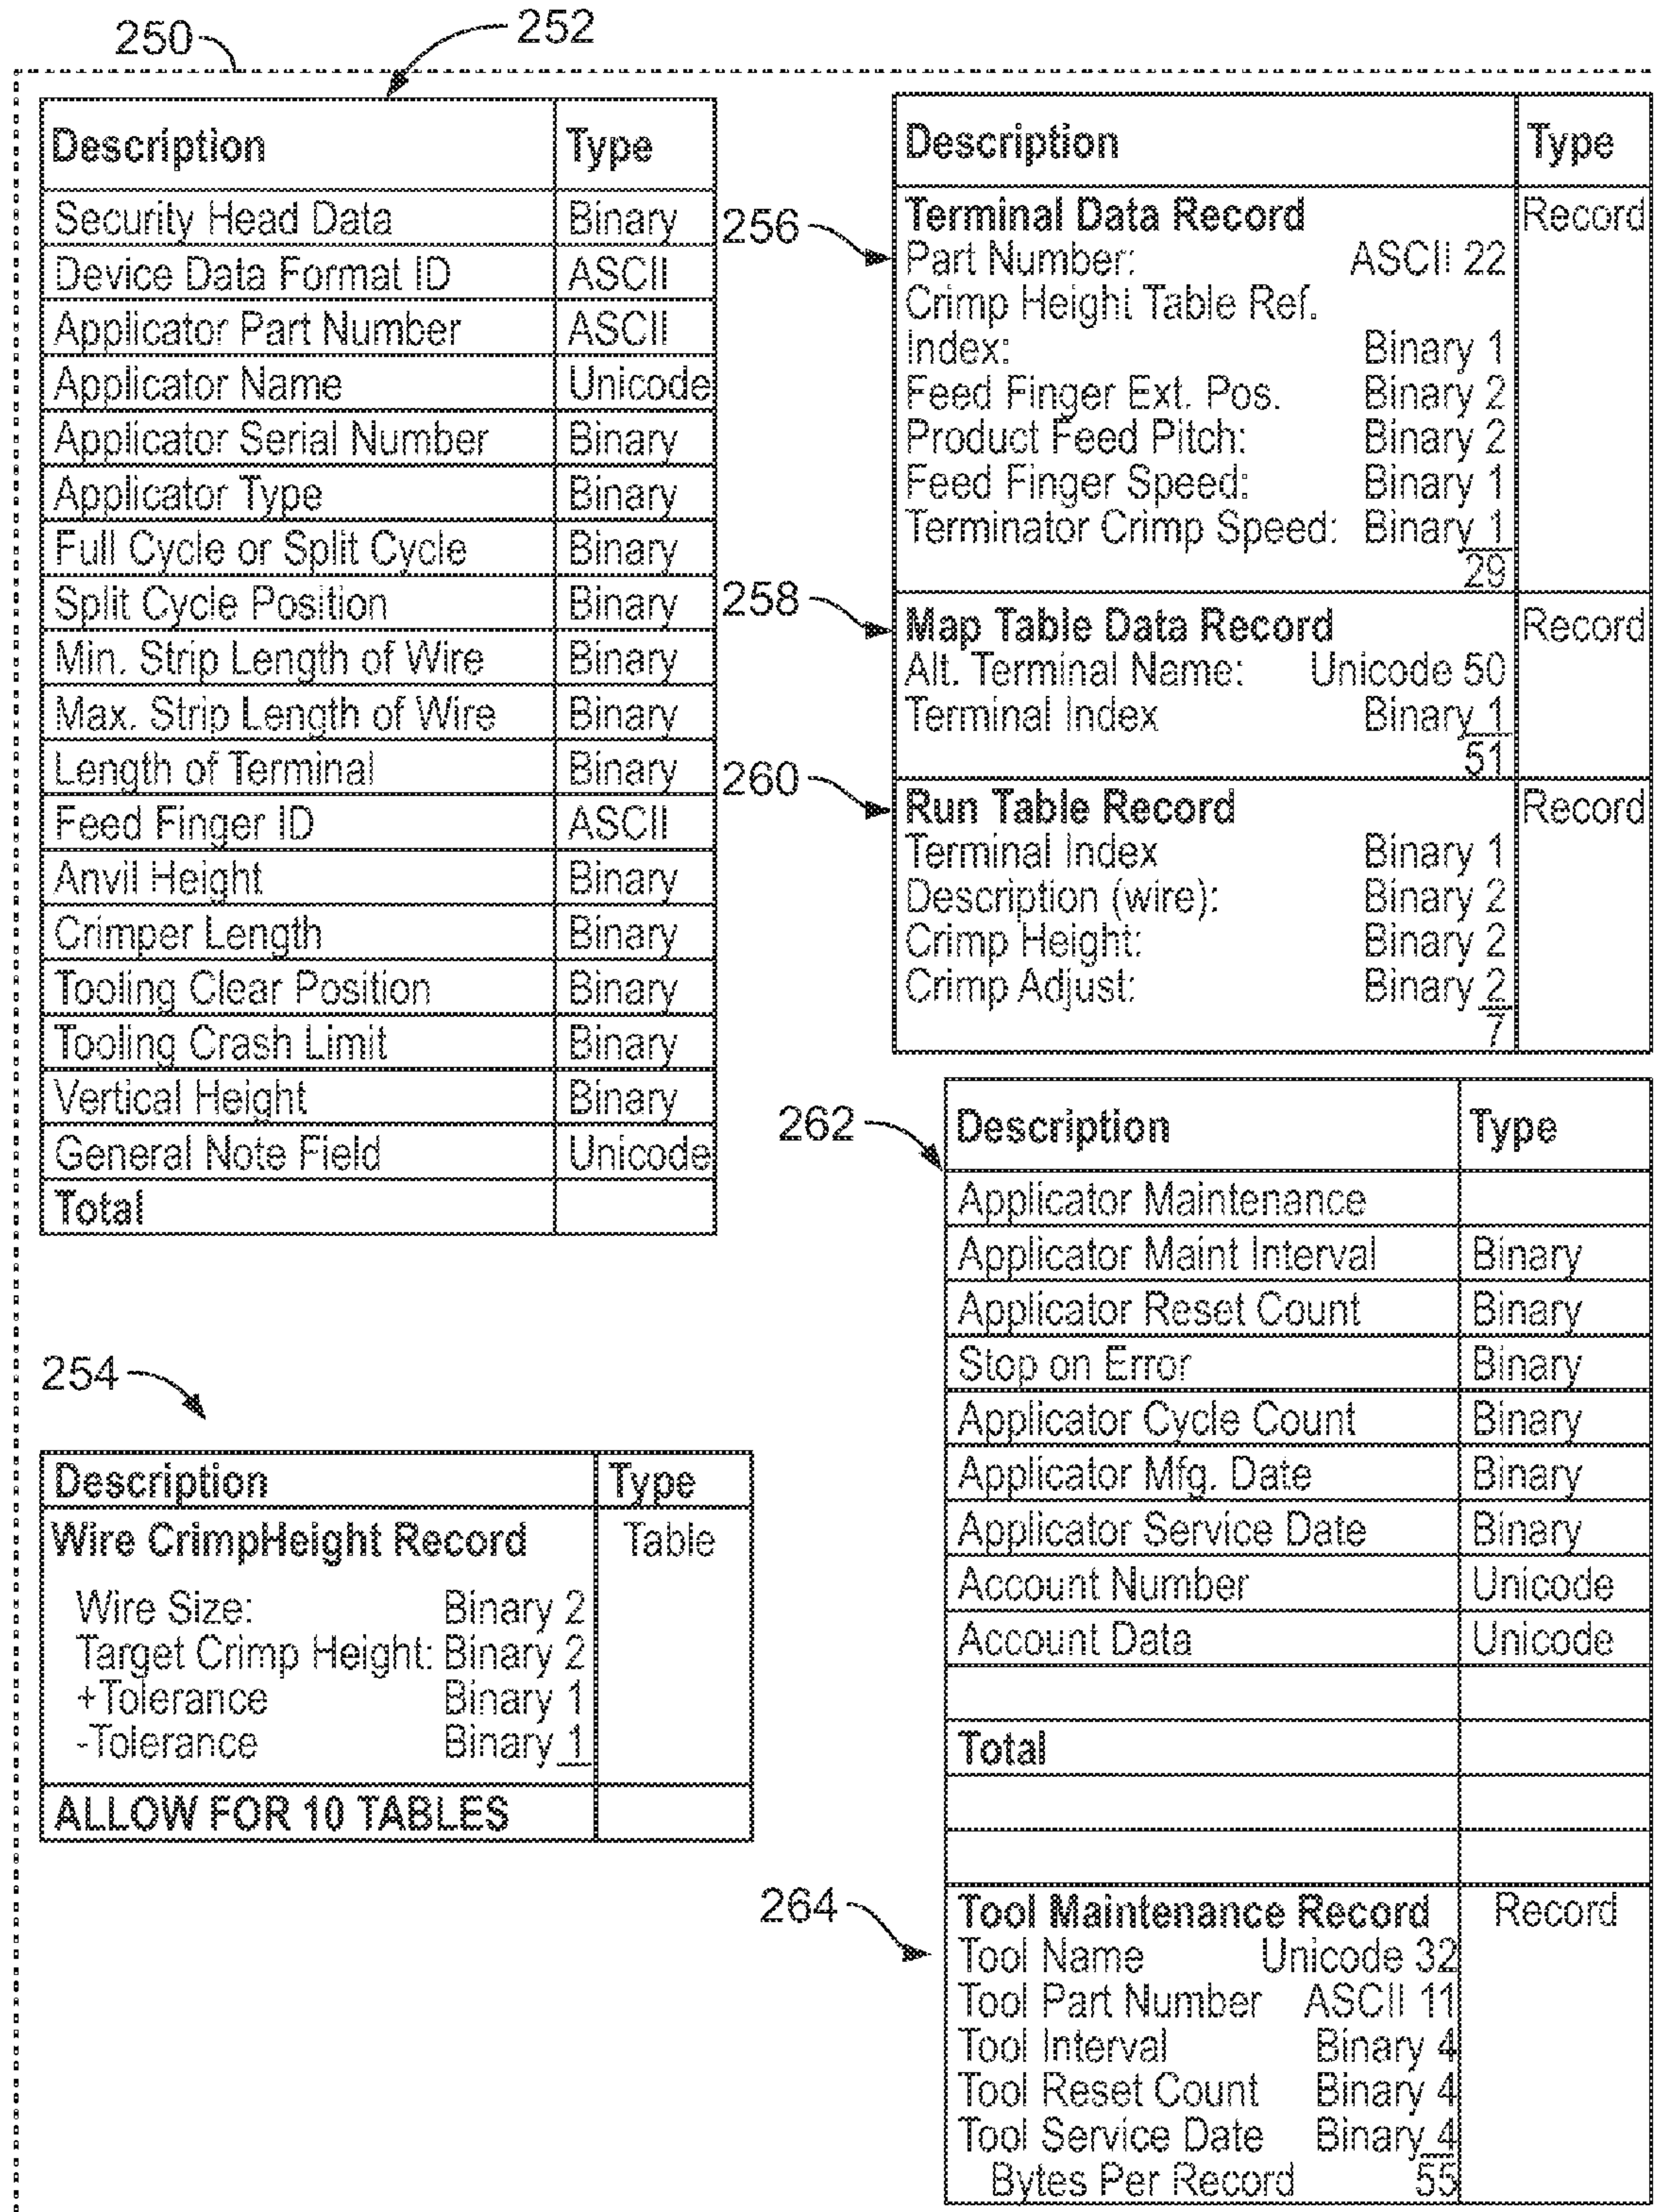 250
252
Description Type
Security Head Data Binary
Device Data Format ID ASCII
Applicator Part Number ASCII
Applicator Name Unicode
Applicator Serial Number Binary
Applicator Type Binary
Full Cycle or Split Cycle Binary
Split Cycle Position Binary
Min. Strip Length of Wire Binary
Max. Strip Length of Wire Binary
Length of Terminal Binary
Feed Finger ID ASCII
Anvil Height Binary
Crimper Length Binary
Tooling Clear Position Binary
Tooling Crash Limit Binary
Vertical Height Binary
General Note Field Unicode
Total
254
Description Type
Wire CrimpHeight Record Table
Wire Size: Binary 2
Target Crimp Height: Binary 2
+Tolerance Binary 1
-Tolerance Binary 1
ALLOW FOR 10 TABLES
Description Type
256
Terminal Data Record Record
Part Number: ASCII 22
Crimp Height Table Ref.
Index: Binary 1
Feed Finger Ext. Pos. Binary 2
Product Feed Pitch: Binary 2
Feed Finger Speed: Binary 1
Terminator Crimp Speed: Binary 1
29
258
Map Table Data Record Record
Alt. Terminal Name: Unicode 50
Terminal Index Binary 1
51
260
Run Table Record Record
Terminal Index Binary 1
Description (wire): Binary 2
Crimp Height: Binary 2
Crimp Adjust: Binary 2
7
262
Description Type
Applicator Maintenance
Applicator Maint Interval Binary
Applicator Reset Count Binary
Stop on Error Binary
Applicator Cycle Count Binary
Applicator Mfg. Date Binary
Applicator Service Date Binary
Account Number Unicode
Account Data Unicode
Total
264
Tool Maintenance Record Record
Tool Name Unicode 32
Tool Part Number ASCII 11
Tool Interval Binary 4
Tool Reset Count Binary 4
Tool Service Date Binary 4
Bytes Per Record 55